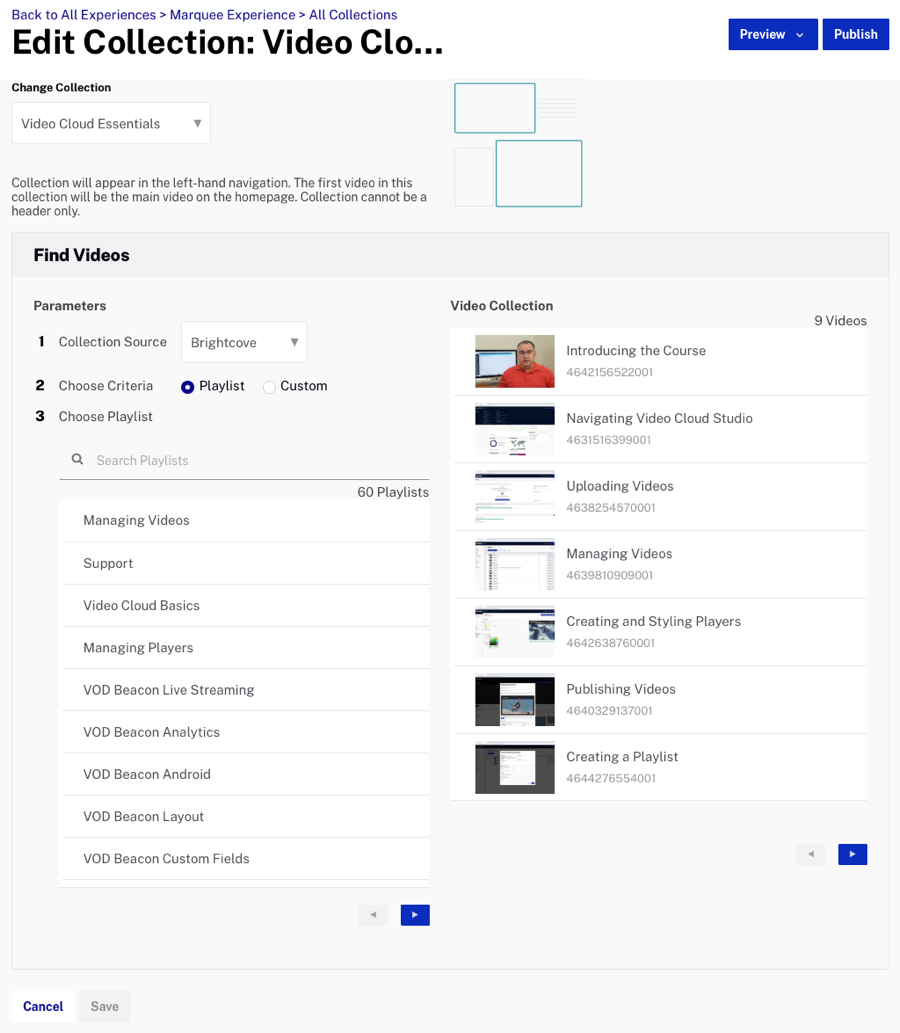 Back to All Experiences > Marquee Experience > All Collections
Edit Collection: Video Clo...
Preview
Publish
Change Collection
Video Cloud Essentials
Collection will appear in the left-hand navigation. The first video in this
collection will be the main video on the homepage. Collection cannot be a
header only.
Find Videos
Parameters
1 Collection Source
Brightcove
2 Choose Criteria
Playlist
Custom
3 Choose Playlist
Search Playlists
60 Playlists
Managing Videos
Support
Video Cloud Basics
Managing Players
VOD Beacon Live Streaming
VOD Beacon Analytics
VOD Beacon Android
VOD Beacon Layout
VOD Beacon Custom Fields
Video Collection
9 Videos
Introducing the Course
4642156522001
Navigating Video Cloud Studio
4631516399001
Uploading Videos
4638254570001
Managing Videos
4639810909001
Creating and Styling Players
4642638760001
Publishing Videos
4640329137001
Creating a Playlist
4644276554001
Cancel
Save